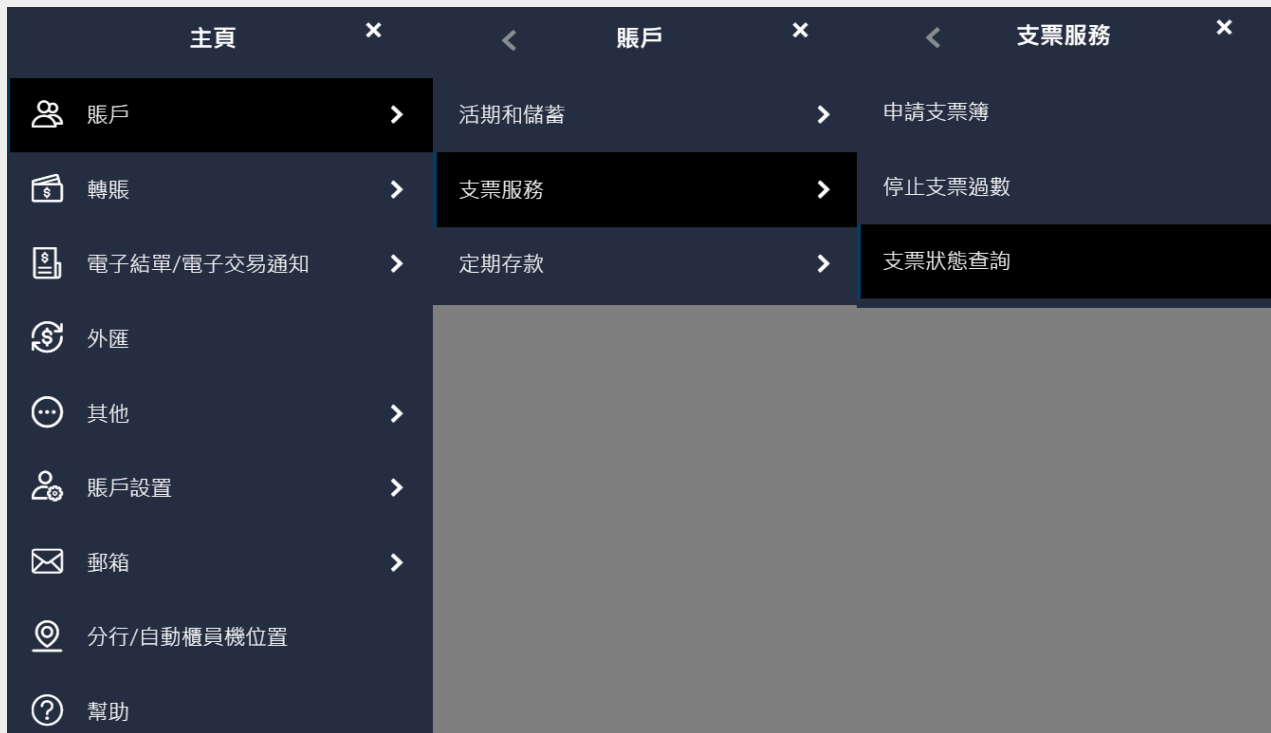 主頁
賬戶
轉賬
電子結單/電子交易通知
外匯
其他
賬戶設置
郵箱
分行/自動櫃員機位置
幫助
賬戶
活期和儲蓄
支票服務
定期存款
支票服務
申請支票簿
停止支票過數
支票狀態查詢